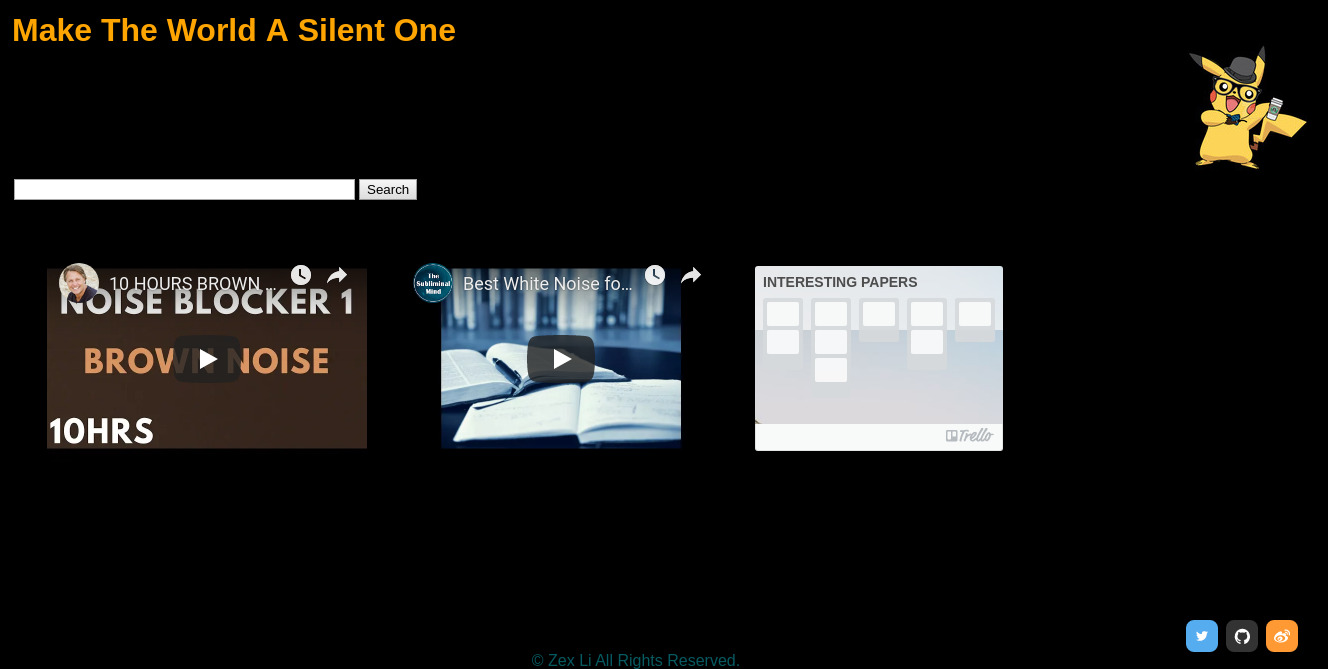 Make The World A Silent One
Search
10 HOURS BROWN ...
NOISE BLOCKER 1
BROWN NOISE
10HRS
The
Subliminal
Mind
Best White Noise fo...
INTERESTING PAPERS
Trello
© Zex Li All Rights Reserved.